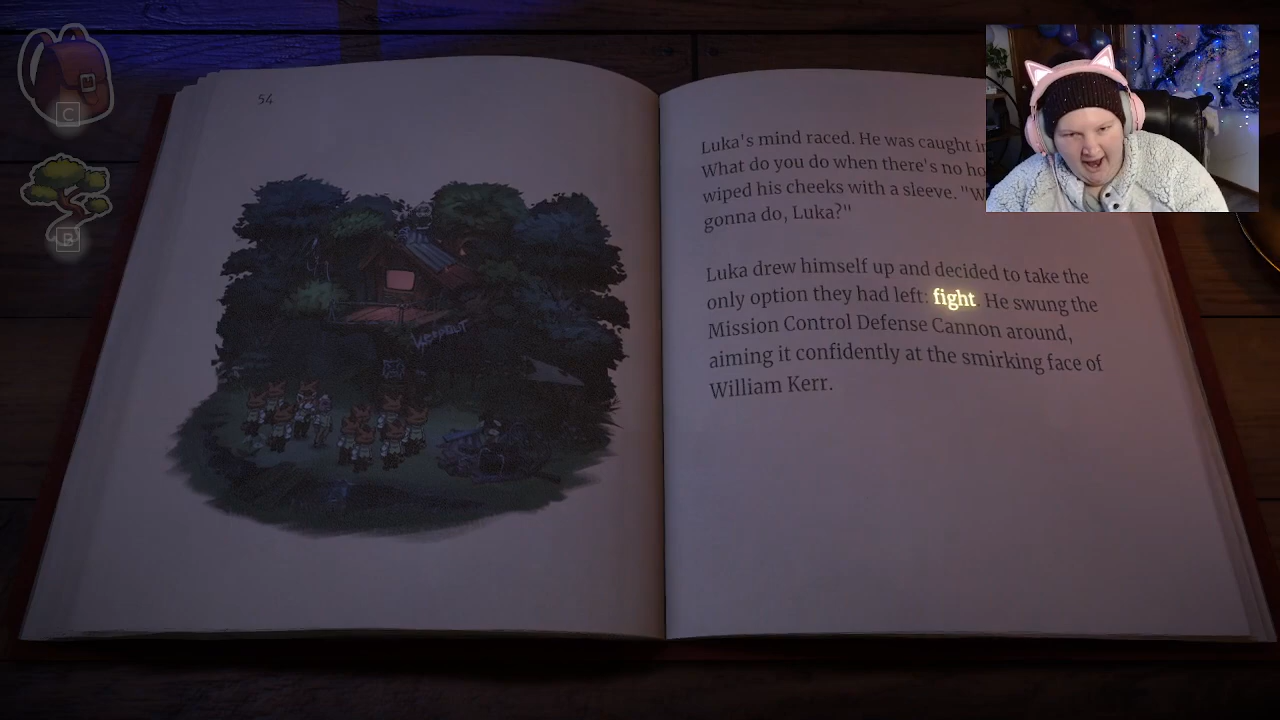 C
R
54
Luka's mind raced. He was caught
What do you do when there's no
wiped his cheeks with a sleeve.
gonna do, Luka?"
Luka drew himself up and decided to take the
only option they had left: fight. He swung the
Mission Control Defense Cannon around,
aiming it confidently at the smirking face of
William Kerr.